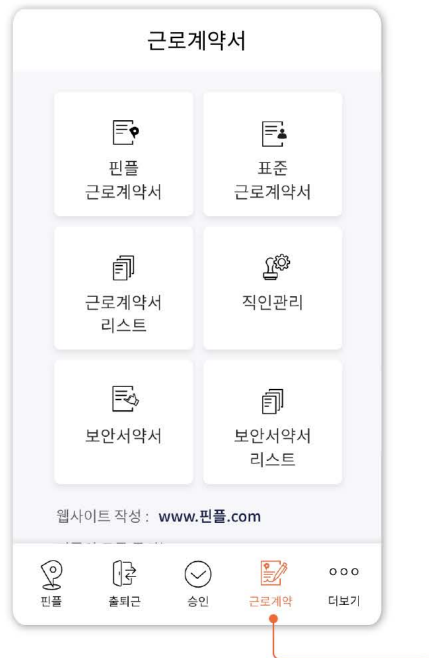 근로계약서
핀플
근로계약서
표준
근로계약서
근로계약서
리스트
직인관리
보안서약서
보안서약서
리스트
웹사이트 작성 : www.핀플.com
핀플
출퇴근
승인
근로계약
더보기